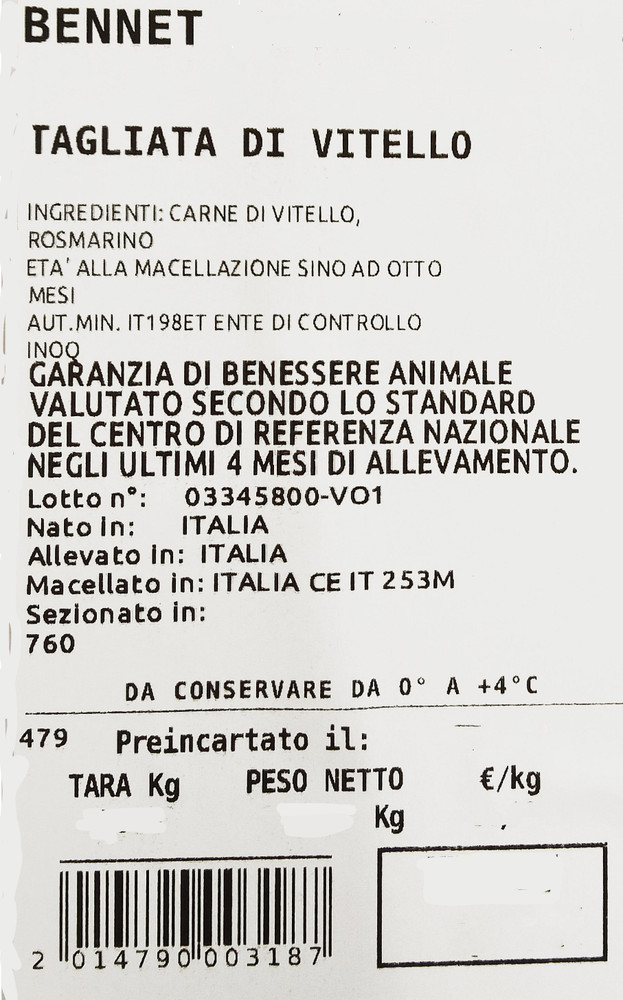 BENNET
TAGLIATA DI VITELLO
INGREDIENTI: CARNE DI VITELLO,
ROSMARINO
ETA' ALLA MACELLAZIONE SINO AD OTTO
MESI
AUT.MIN. IT198ET ENTE DI CONTROLLO
INOQ
GARANZIA DI BENESSERE ANIMALE
VALUTATO SECONDO LO STANDARD
DEL CENTRO DI REFERENZA NAZIONALE
NEGLI ULTIMI 4 MESI DI ALLEVAMENTO.
Lotto n°: 03345800-VO1
Nato in: ITALIA
Allevato in: ITALIA
Macellato in: ITALIA CE IT 253M
Sezionato in:
760
DA CONSERVARE DA 0° A +4°C
479 Preincartato il:
TARA Kg PESO NETTO €/kg
Kg
2 014790 003187